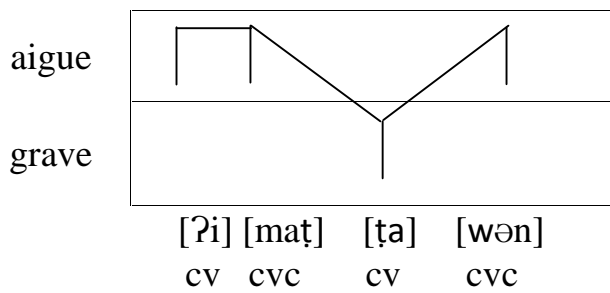 aigue
grave
[ʔi] [maṭ] [ṭa] [wən]
cv cvc cv cvc